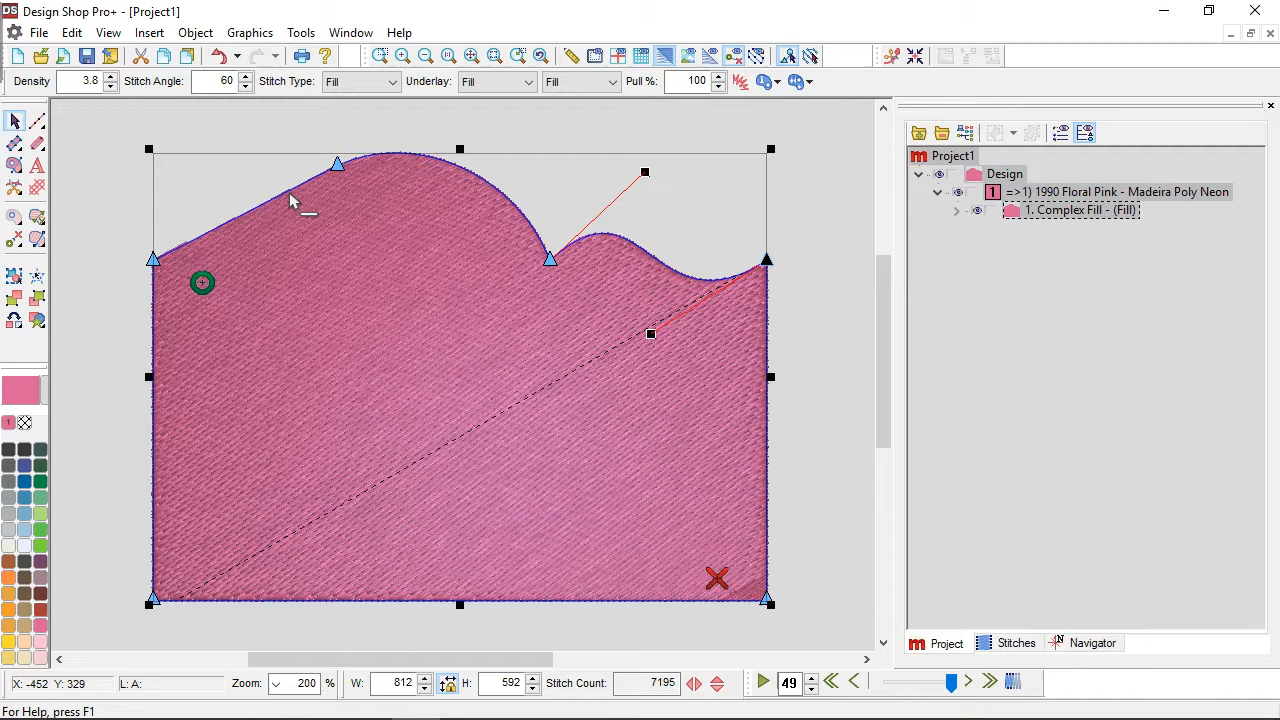 DS Design Shop Pro+ - [Project1]
File Edit View Insert Object Graphics Tools Window Help
Density 3.8 Stitch Angle: 60 Stitch Type: Fill Underlay: Fill Fill Pull %: 100
Project1
Design
1 =>1) 1990 Floral Pink - Madeira Poly Neon
1. Complex Fill - (Fill)
1
Project Stitches N Navigator
X: -452 Y: 329 L: A: Zoom: 200 % W: 812 H: 592 Stitch Count: 7195 49
For Help, press F1